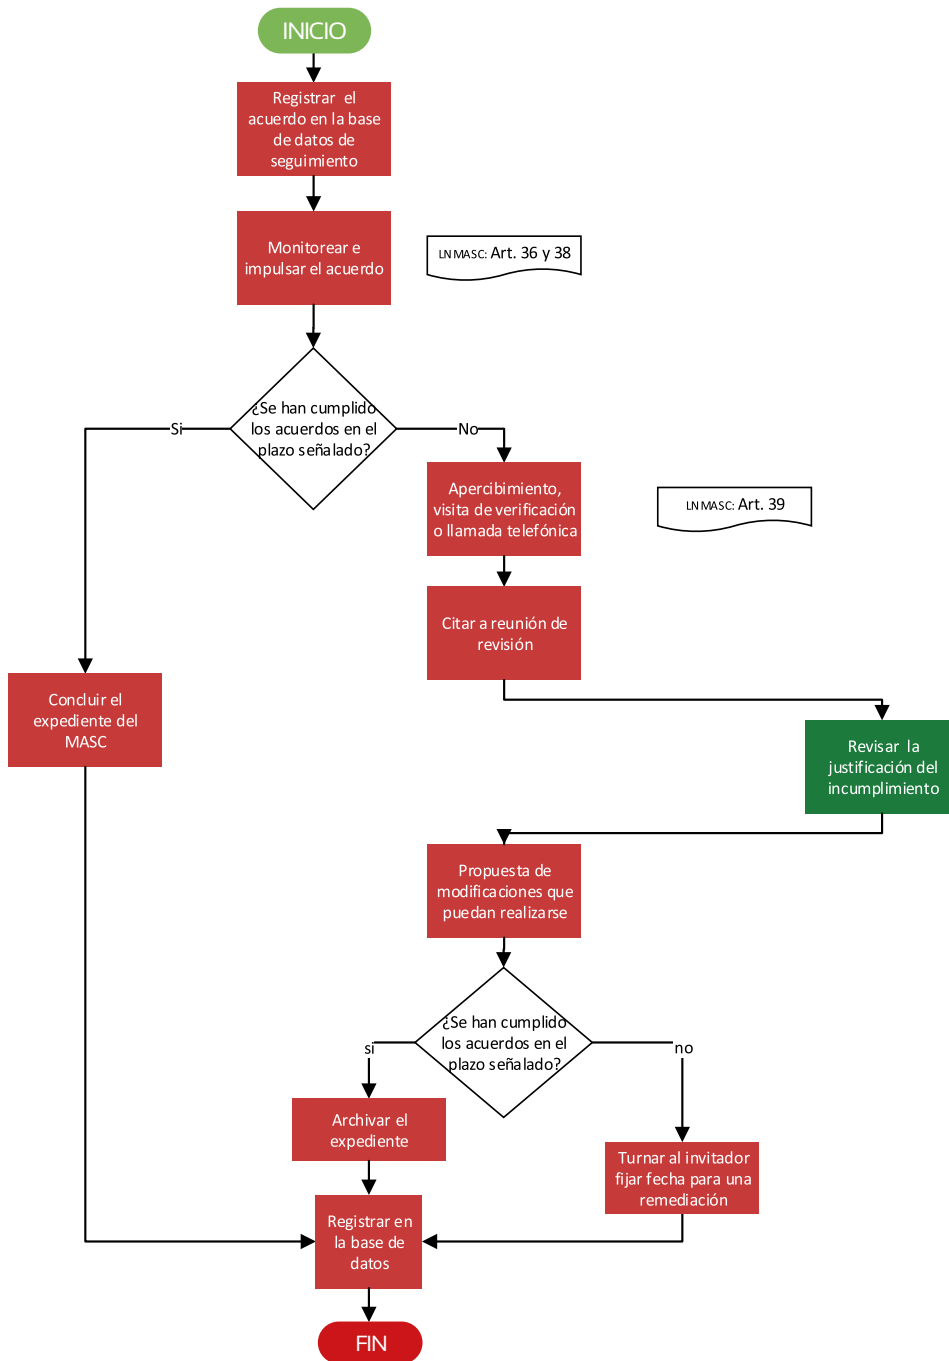 INICIO
Registrar el
acuerdo en la base
de datos de
seguimiento
Monitorear e
impulsar el acuerdo
LNMASC: Art. 36 y 38
¿Se han cumplido
los acuerdos en el
plazo señalado?
Si
No
Apercibimiento,
visita de verificación
o llamada telefónica
LNMASC: Art. 39
Citar a reunión de
revisión
Concluir el
expediente del
MASC
Revisar la
justificación del
incumplimiento
Propuesta de
modificaciones que
puedan realizarse
¿Se han cumplido
los acuerdos en el
plazo señalado?
si
no
Archivar el
expediente
Turnar al invitador
fijar fecha para una
remediación
Registrar en
la base de
datos
FIN